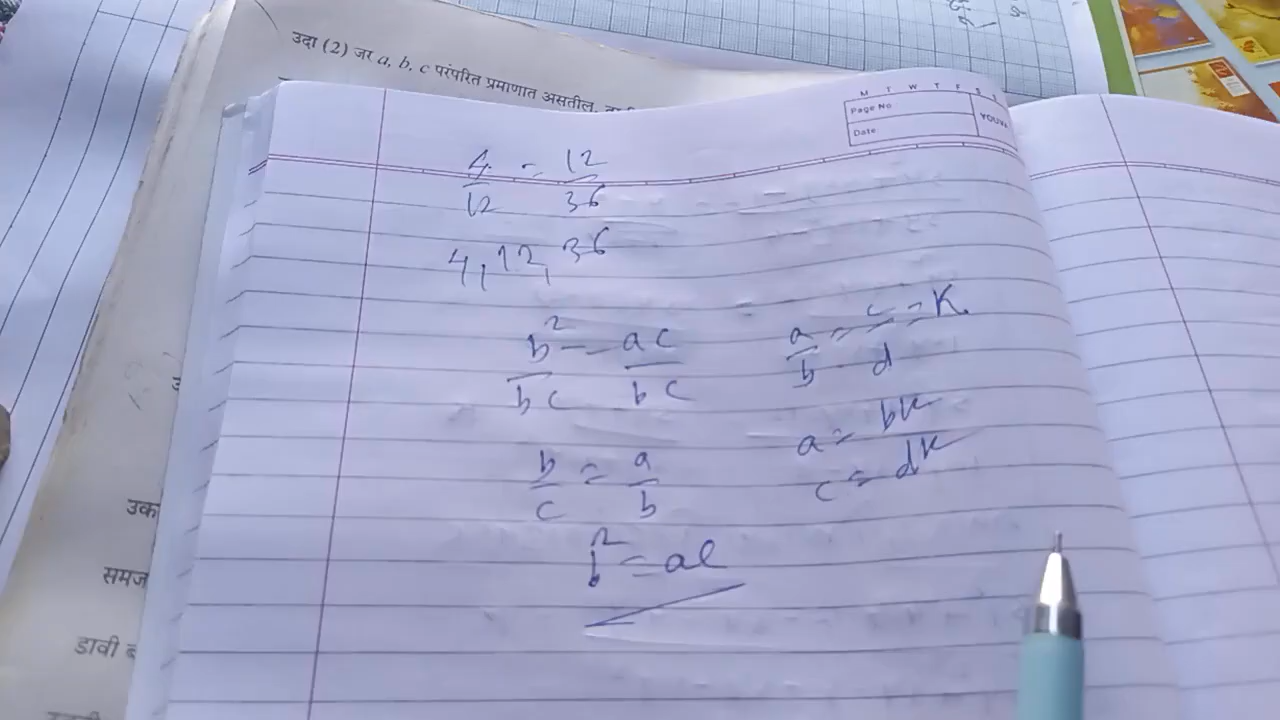 उदा (2) जर a, b, c परंपरित प्रमाणात असतील,
M T W T F S S
Page No
Date:
YOUVA
4/12 = 12/36
4, 12, 36
b²/bc = ac/bc
a/b = c/d = K
a = bk
c = dk
b/c = a/b
b² = ac
उक
समज
डावी